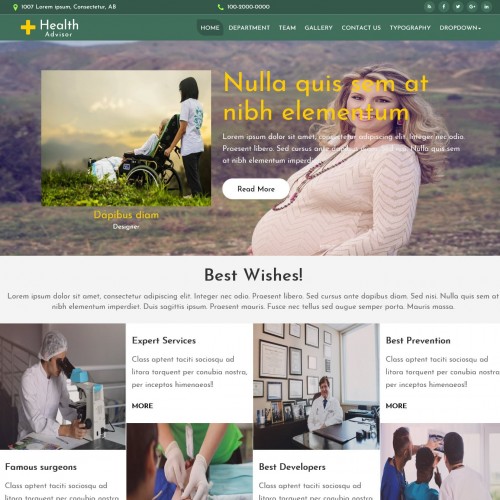 1007 Lorem ipsum, Consectetur, AB
100-2000-0000
Health
Advisor
HOME DEPARTMENT TEAM GALLERY CONTACT US TYPOGRAPHY DROPDOWN
Nulla quis sem at
nibh elementum
Lorem ipsum dolor sit amet, consectetur adipiscing elit. Integer nec odio.
Praesent libero. Sed cursus ante dapibus diam. Sed nisi. Nulla quis sem
at nibh elementum imperdiet.
Read More
Dapibus diam
Designer
Best Wishes!
Lorem ipsum dolor sit amet, consectetur adipiscing elit. Integer nec odio. Praesent libero. Sed cursus ante dapibus diam. Sed nisi. Nulla quis sem at
nibh elementum imperdiet. Duis sagittis ipsum. Praesent mauris. Fusce nec tellus sed augue semper porta. Mauris massa.
Expert Services
Class aptent taciti sociosqu ad
litora torquent per conubia nostra,
per inceptos himenaeos!!
MORE
Best Prevention
Class aptent taciti sociosqu ad
litora torquent per conubia nostra,
per inceptos himenaeos!!
MORE
Famous surgeons
Class aptent taciti sociosqu ad
litora torquent per conubia nostra,
Best Developers
Class aptent taciti sociosqu ad
litora torquent per conubia nostra,